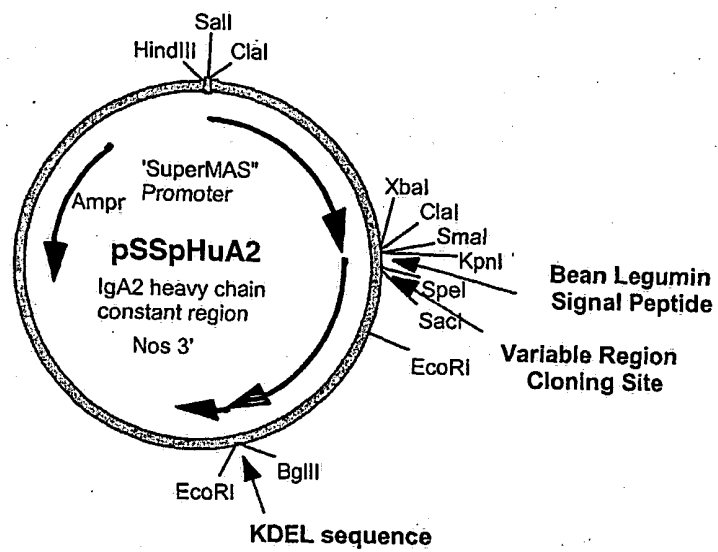 SalI
HindIII
ClaI
'SuperMAS"
Promoter
Ampr
pSSpHuA2
IgA2 heavy chain
constant region
Nos 3'
XbaI
ClaI
SmaI
KpnI
Bean Legumin
Signal Peptide
SpeI
SacI
Variable Region
Cloning Site
EcoRI
BglII
EcoRI
KDEL sequence